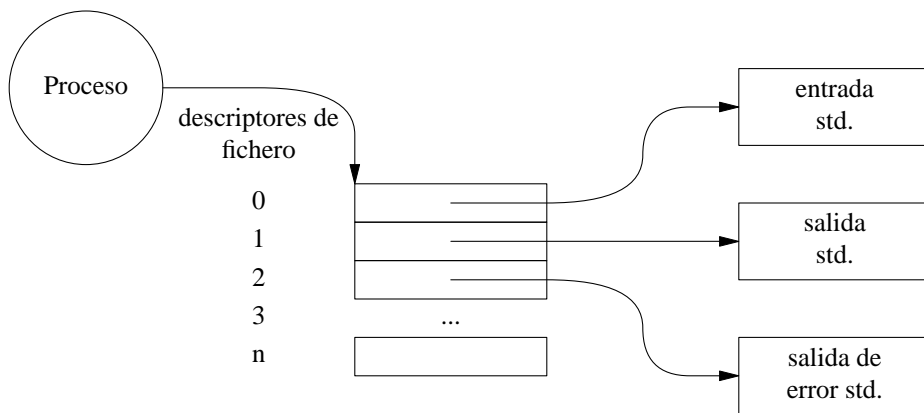 Proceso
descriptores de
fichero
0
1
2
3
n
...
entrada
std.
salida
std.
salida de
error std.